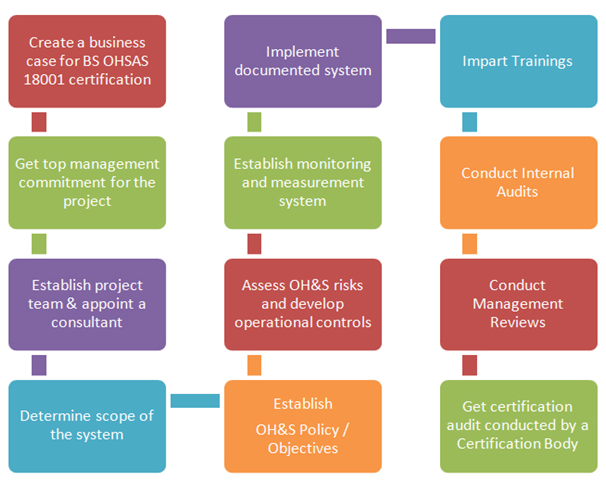 Create a business
case for BS OHSAS
18001 certification
Get top management
commitment for the
project
Establish project
team & appoint a
consultant
Determine scope of
the system
Establish
OH&S Policy /
Objectives
Assess OH&S risks
and develop
operational controls
Establish monitoring
and measurement
system
Implement
documented system
Impart Trainings
Conduct Internal
Audits
Conduct
Management
Reviews
Get certification
audit conducted by a
Certification Body